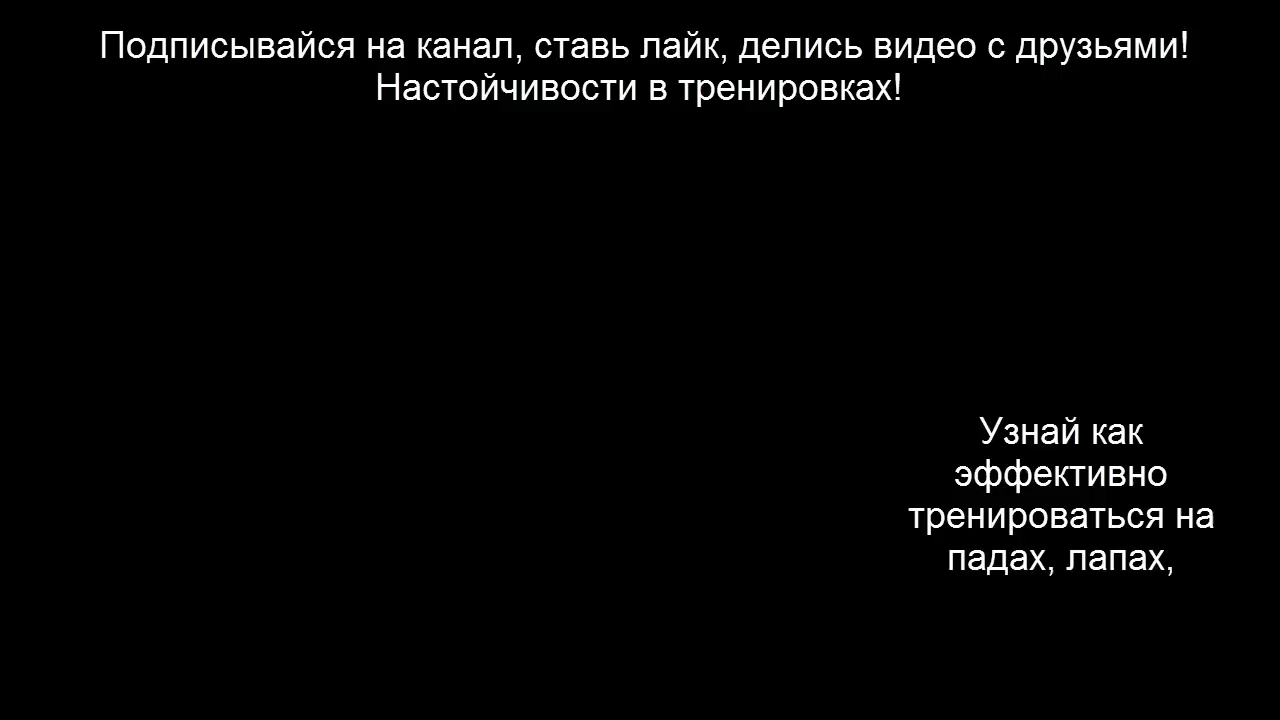 Подписывайся на канал, ставь лайк, делись видео с друзьями!
Настойчивости в тренировках!
Узнай как
эффективно
тренироваться на
падах, лапах,